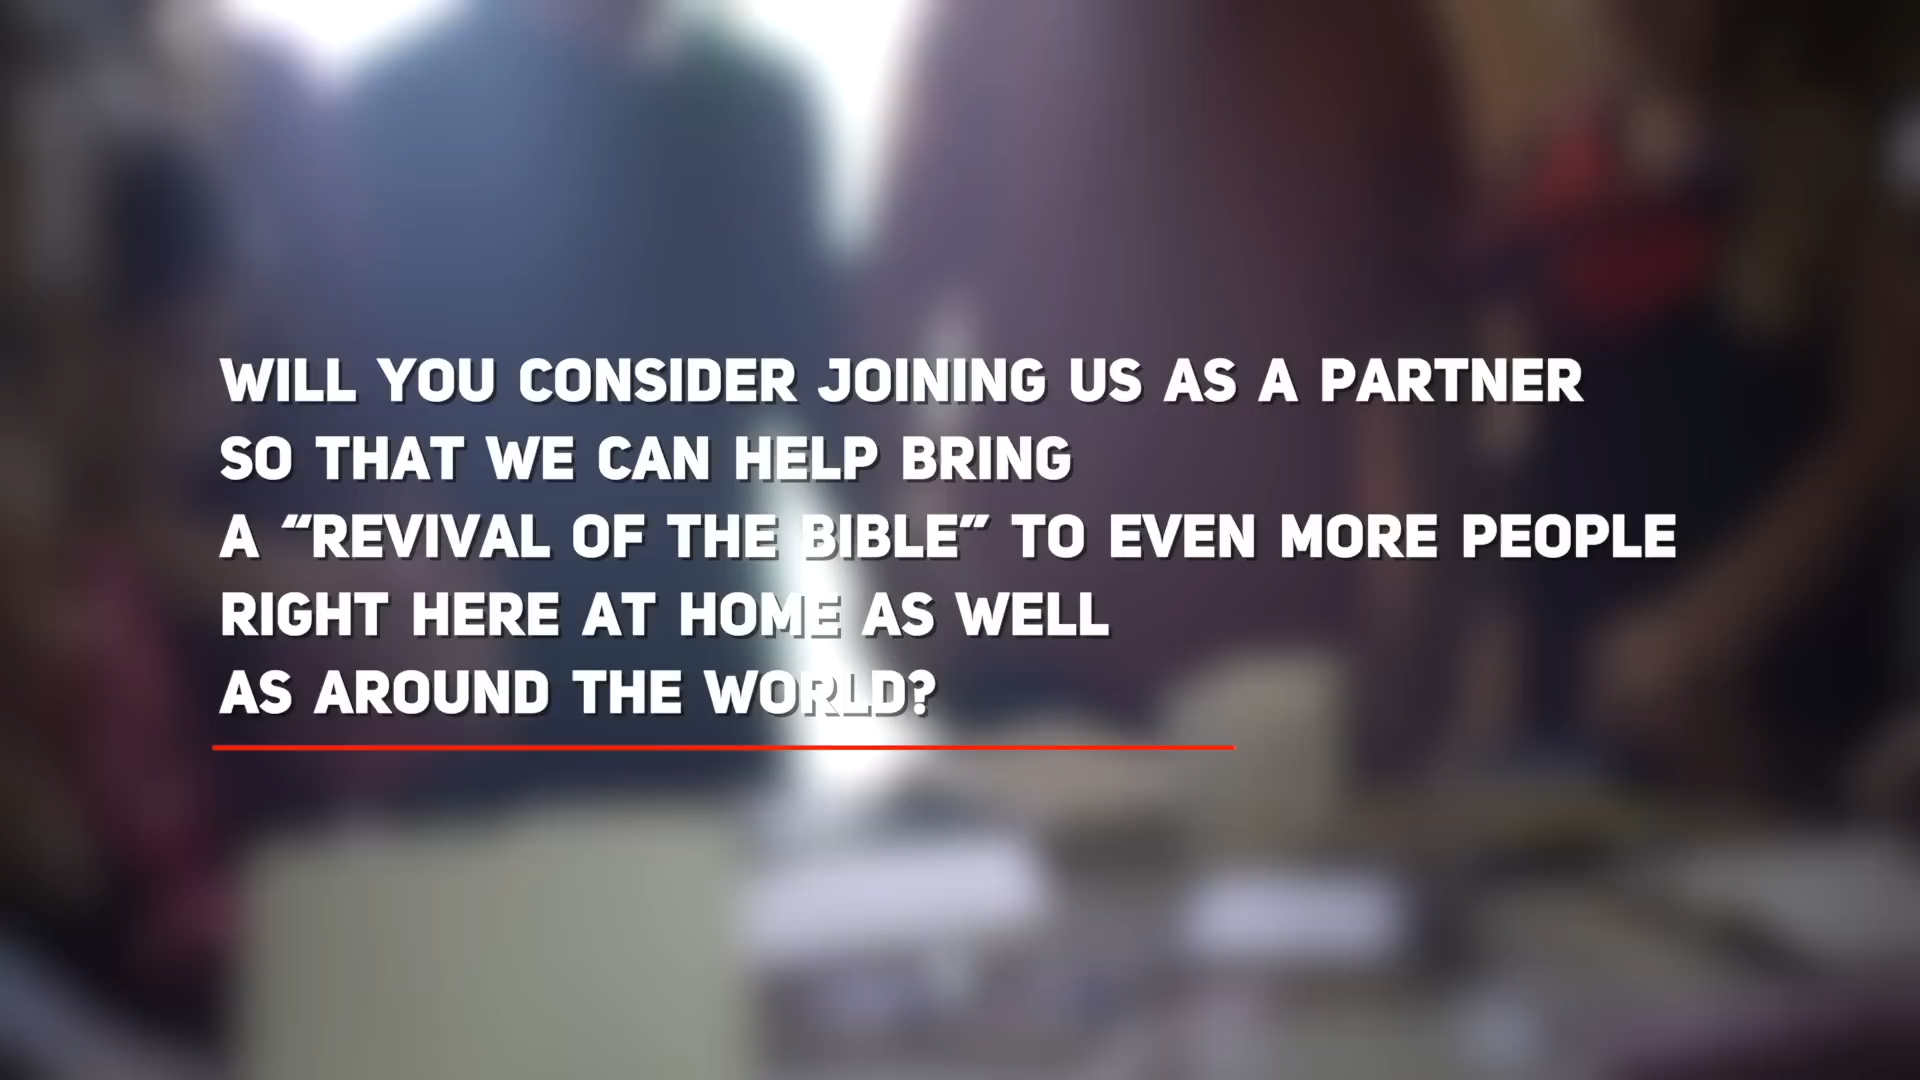 WILL YOU CONSIDER JOINING US AS A PARTNER
SO THAT WE CAN HELP BRING
A “REVIVAL OF THE BIBLE” TO EVEN MORE PEOPLE
RIGHT HERE AT HOME AS WELL
AS AROUND THE WORLD?